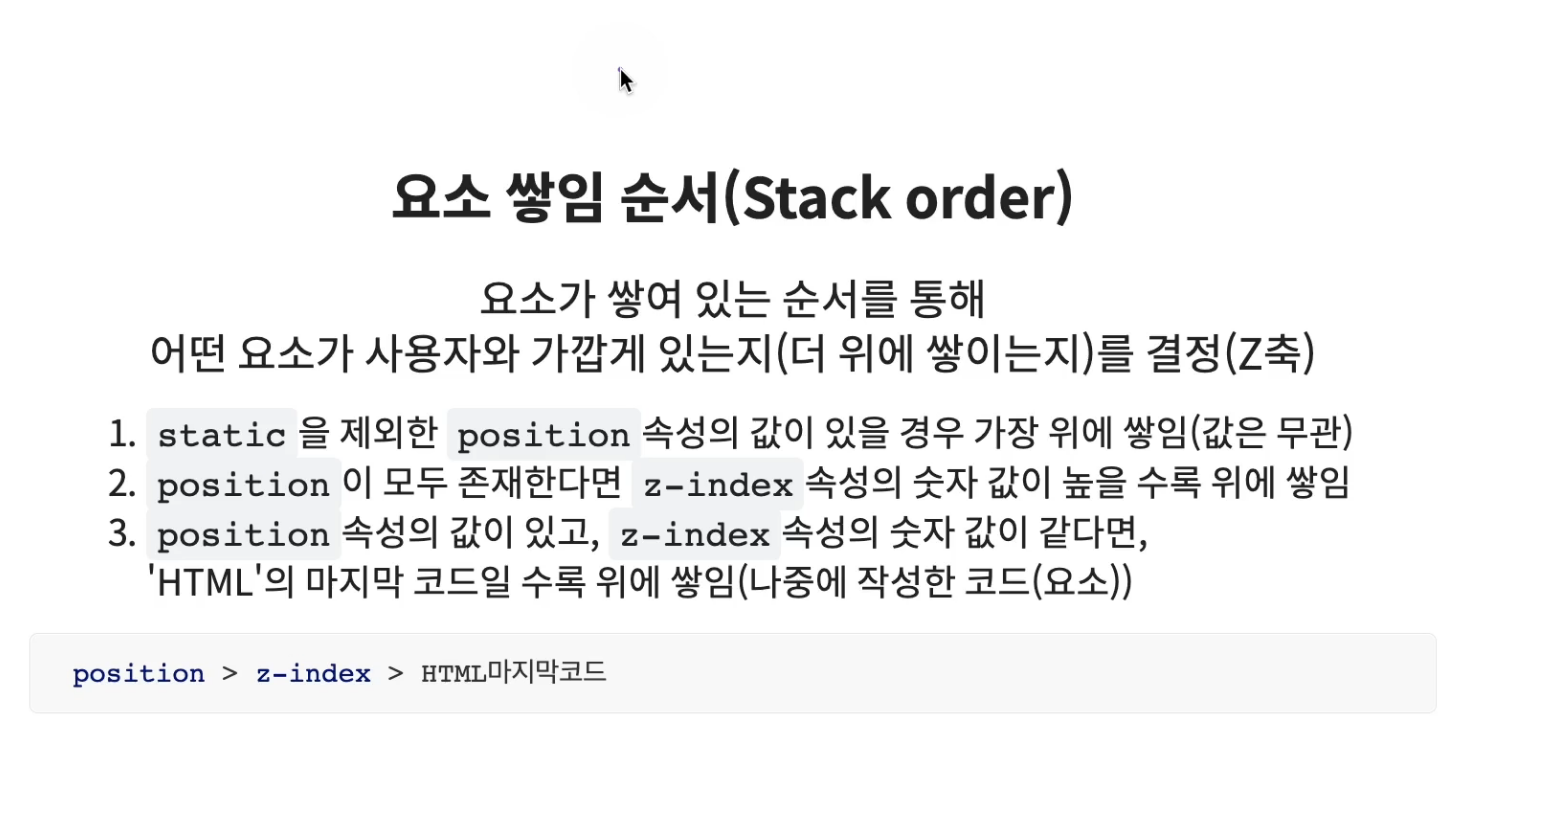 요소 쌓임 순서(Stack order)
요소가 쌓여 있는 순서를 통해
어떤 요소가 사용자와 가깝게 있는지(더 위에 쌓이는지)를 결정(Z축)
1. static 을 제외한 position 속성의 값이 있을 경우 가장 위에 쌓임(값은 무관)
2. position 이 모두 존재한다면 z-index 속성의 숫자 값이 높을 수록 위에 쌓임
3. position 속성의 값이 있고, z-index 속성의 숫자 값이 같다면,
'HTML'의 마지막 코드일 수록 위에 쌓임(나중에 작성한 코드(요소))
position > z-index > HTML마지막코드